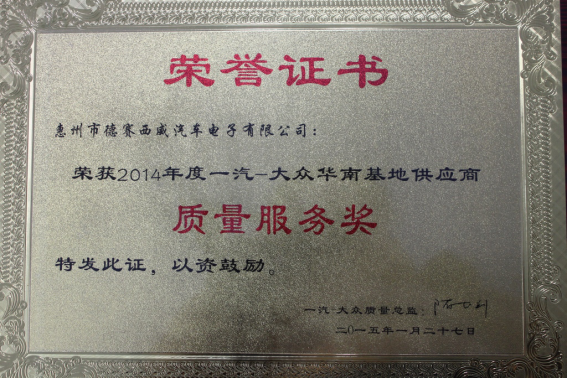 荣誉证书
惠州市德赛西威汽车电子有限公司：
荣获2014年度一汽-大众华南基地供应商
质量服务奖
特发此证，以资鼓励。
一汽-大众质量总监：
二〇一五年一月二十七日